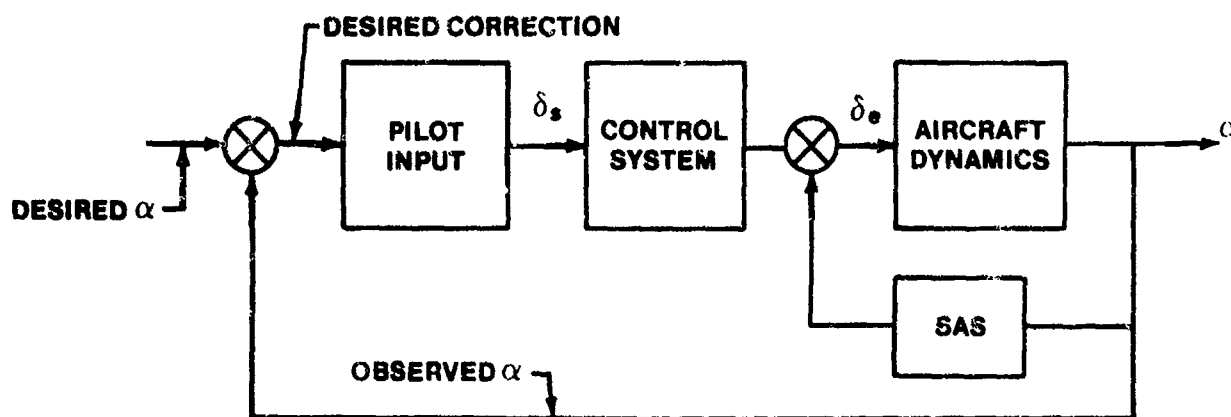 DESIRED CORRECTION
PILOT
INPUT
δs
CONTROL
SYSTEM
δe
AIRCRAFT
DYNAMICS
α
DESIRED α
SAS
OBSERVED α